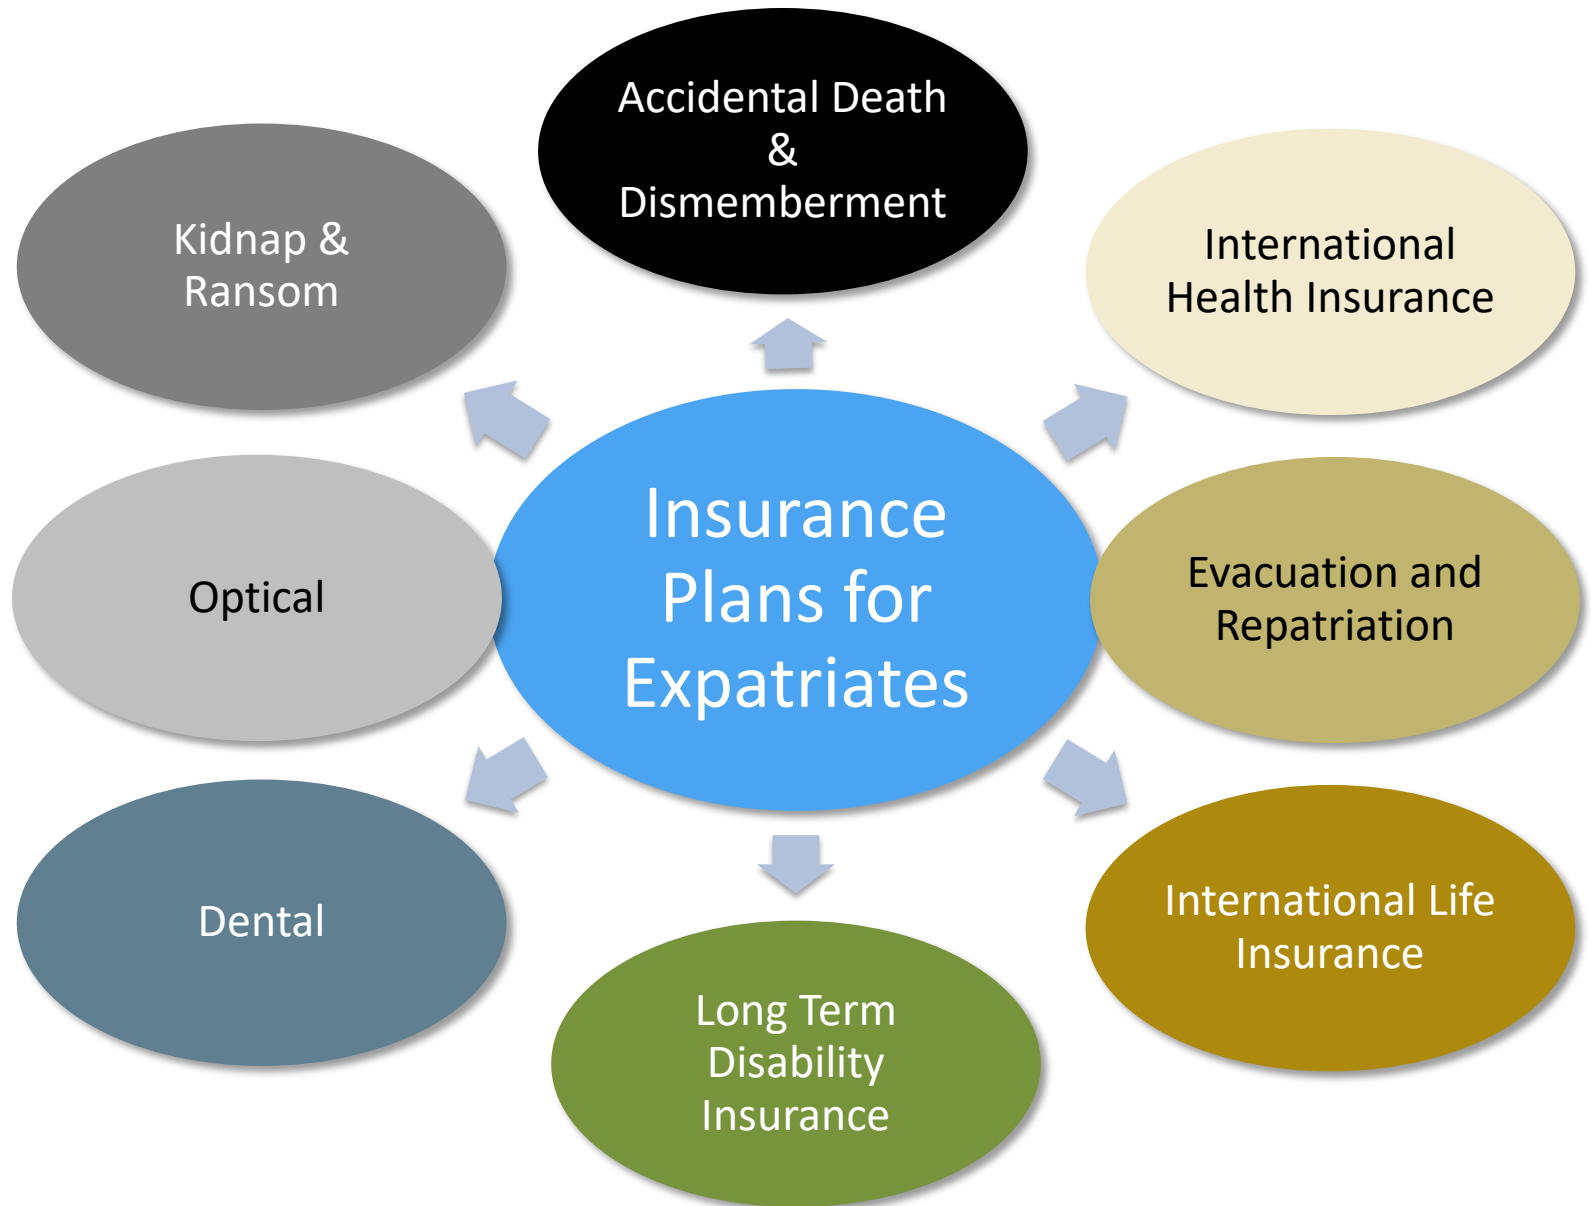 Accidental Death
&
Dismemberment
International
Health Insurance
Evacuation and
Repatriation
International Life
Insurance
Long Term
Disability
Insurance
Dental
Optical
Kidnap &
Ransom
Insurance
Plans for
Expatriates